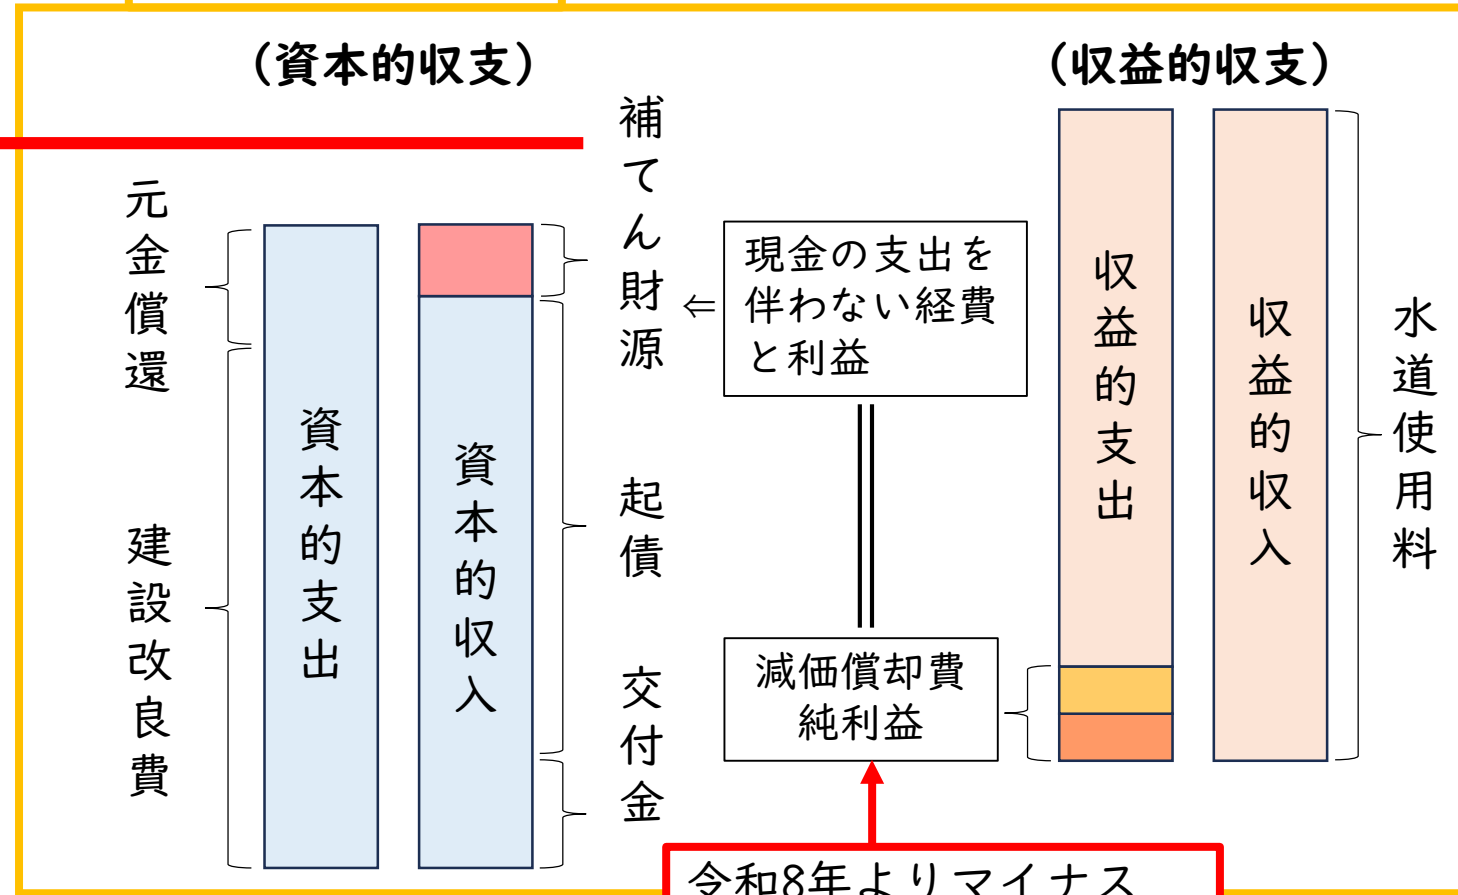 (資本的収支)
(収益的収支)
元金償還
建設改良費
資本的支出
資本的収入
補てん財源
起債
交付金
⇐
現金の支出を
伴わない経費
と利益
減価償却費
純利益
収益的支出
収益的収入
水道使用料
令和8年よりマイナス